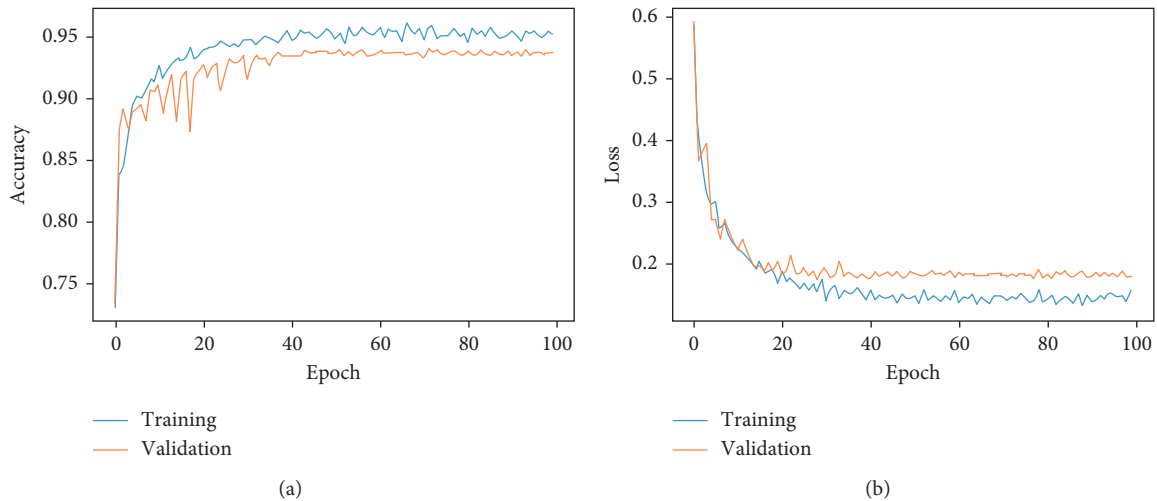 0.95
0.90
0.85
0.80
0.75
Accuracy
0 20 40 60 80 100
Epoch
Training
Validation
(a)
0.6
0.5
0.4
0.3
0.2
Loss
0 20 40 60 80 100
Epoch
Training
Validation
(b)